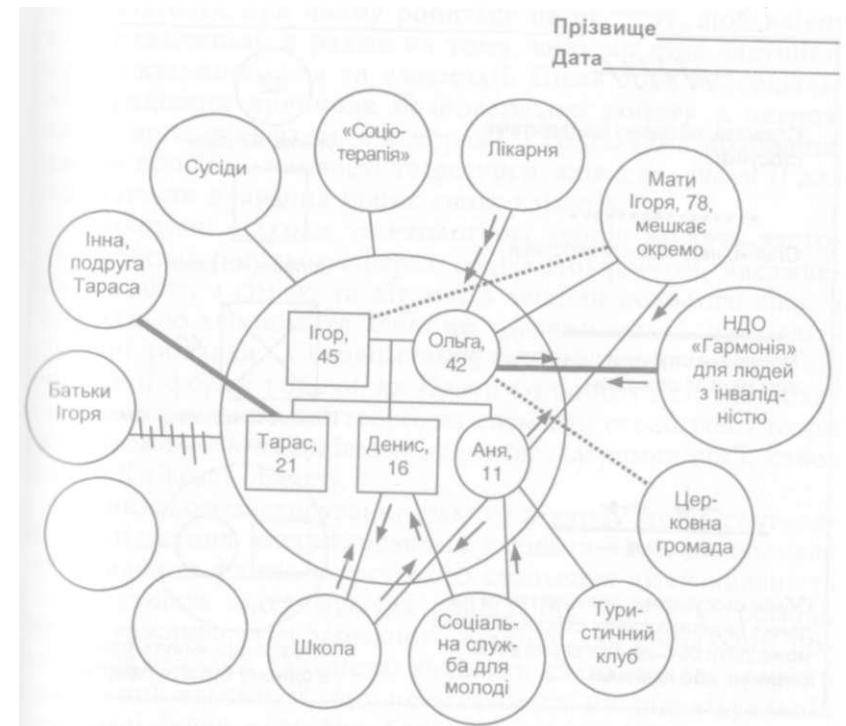 Прізвище
Дата
«Соціо-
терапія»
Лікарня
Сусіди
Мати
Ігоря, 78,
мешкає
окремо
Інна,
подруга
Тараса
Ігор,
45
Ольга,
42
НДО
«Гармонія»
для людей
з інвалід-
ністю
Батьки
Ігоря
Тарас,
21
Денис,
16
Аня,
11
Цер-
ковна
громада
Школа
Соціаль-
на служ-
ба для
молоді
Тури-
стичний
клуб